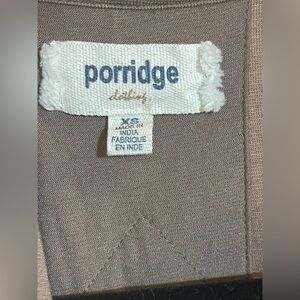 porridge
clothing
XS
MADE IN
INDIA
FABRIQUE
EN INDE